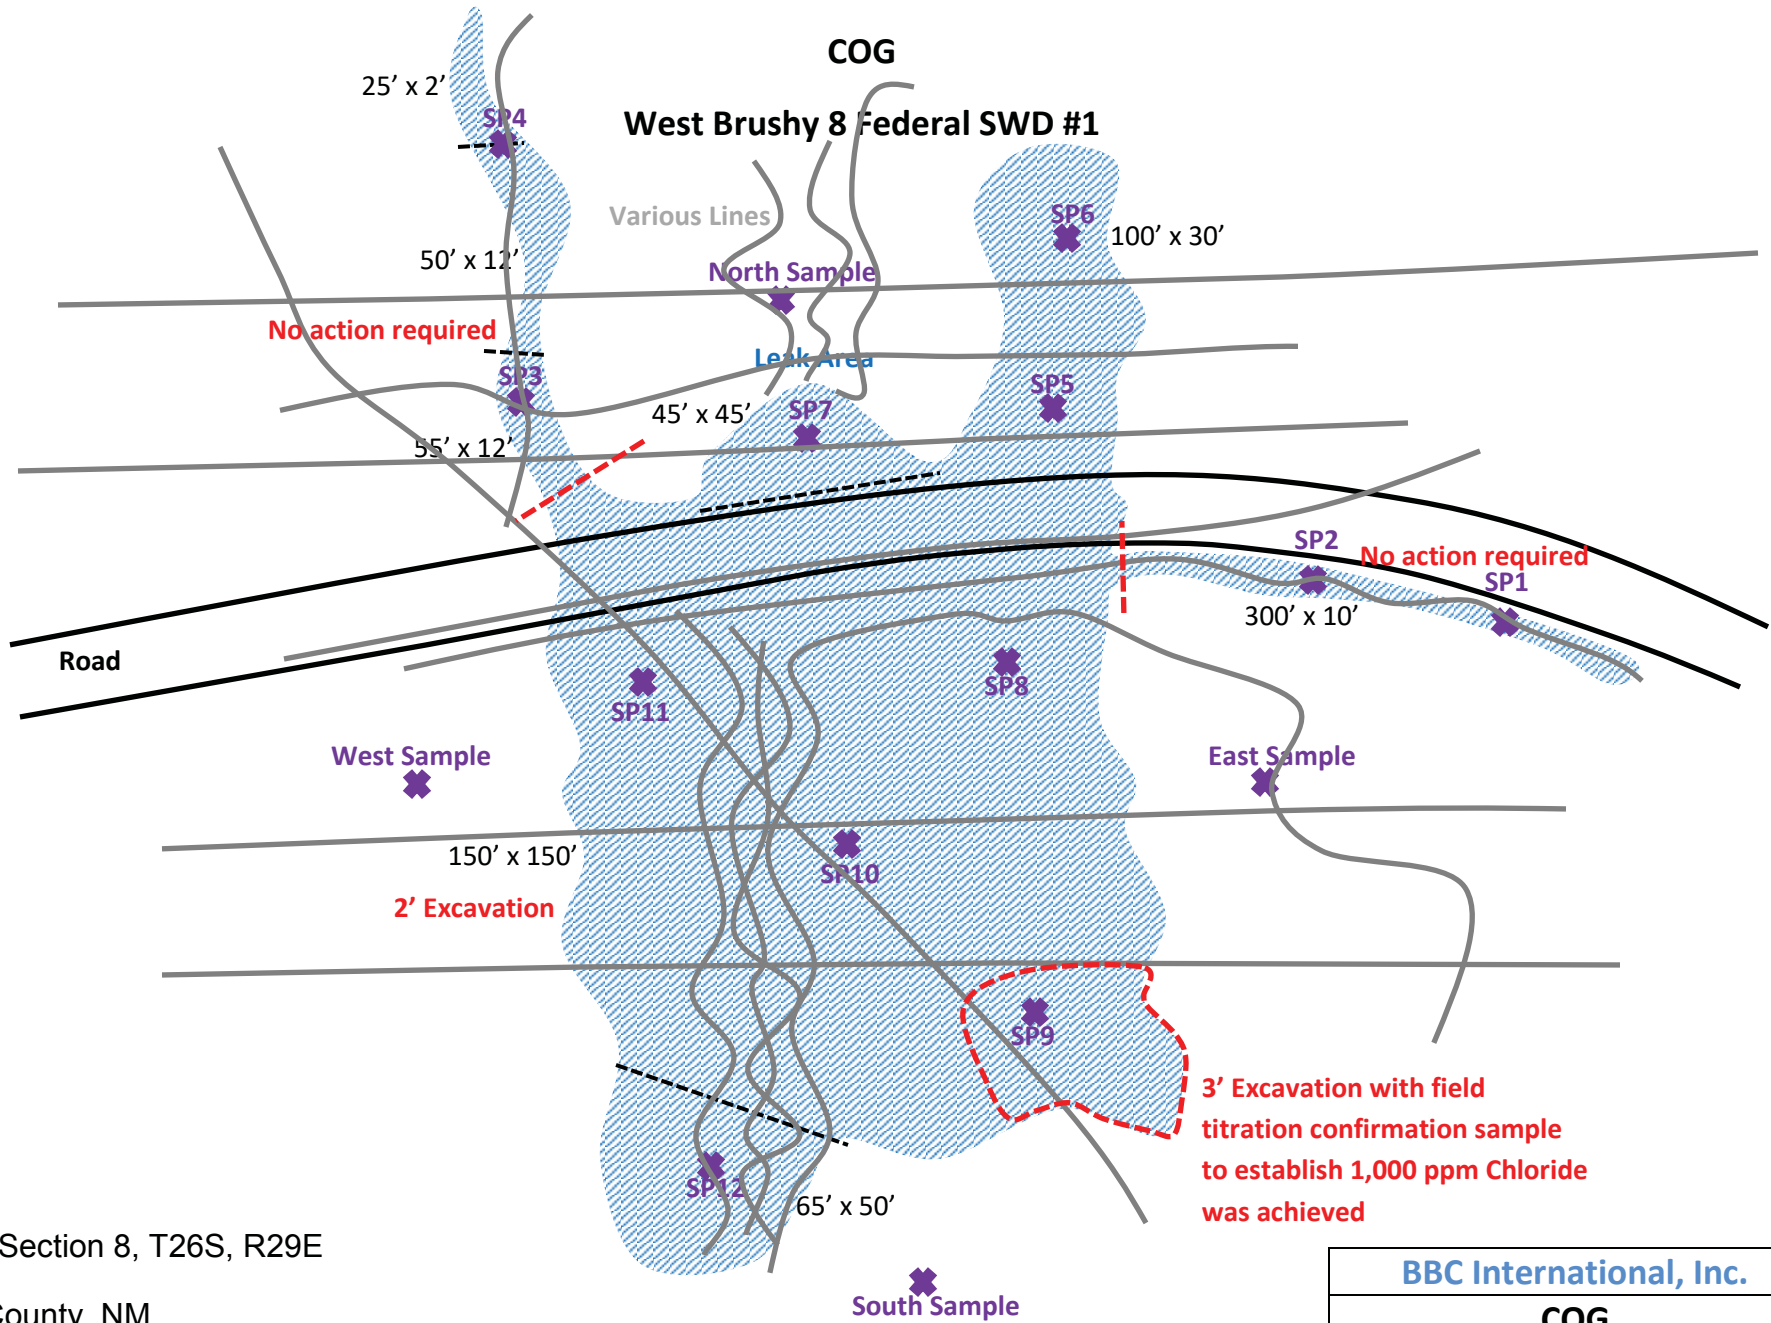 COG
25’ x 2’
SP4
West Brushy 8 Federal SWD #1
Various Lines
SP6
100’ x 30’
50’ x 12’
North Sample
No action required
Leak Area
SP3
SP5
45’ x 45’
SP7
55’ x 12’
SP2
No action required
SP1
300’ x 10’
Road
SP8
SP11
West Sample
East Sample
150’ x 150’
SP10
2’ Excavation
SP9
3’ Excavation with field
titration confirmation sample
to establish 1,000 ppm Chloride
was achieved
SP12
65’ x 50’
Section 8, T26S, R29E
BBC International, Inc.
South Sample
County, NM
COG